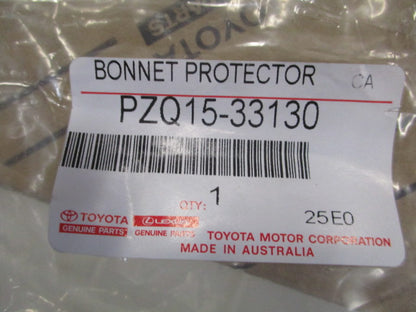 BONNET PROTECTOR CA
PZQ15-33130
QTY: 1 25E0
TOYOTA LEXUS
GENUINE PARTS GENUINE PARTS TOYOTA MOTOR CORPORATION
MADE IN AUSTRALIA